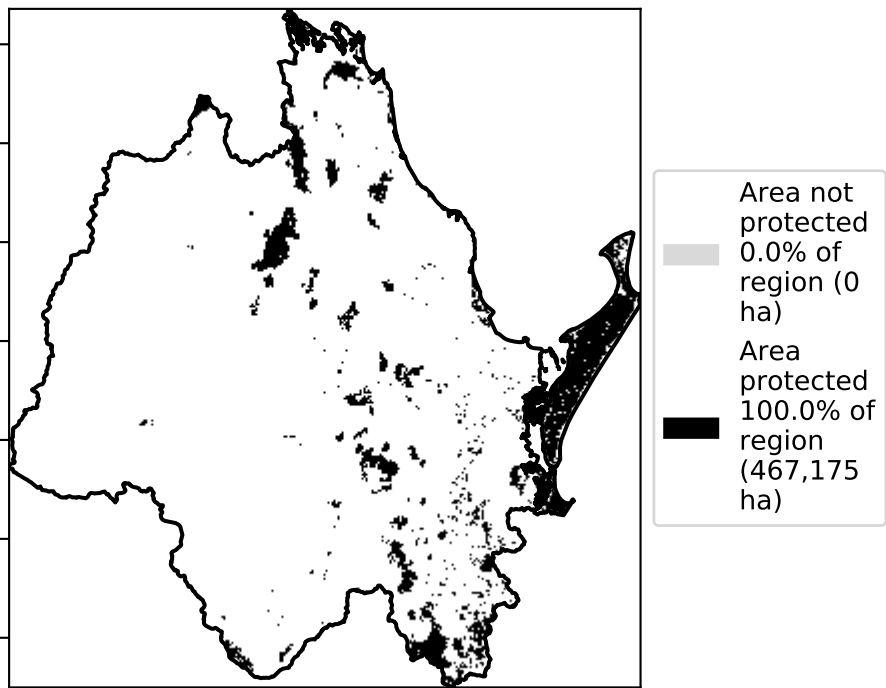 Area not
protected
0.0% of
region (0
ha)
Area
protected
100.0% of
region
(467,175
ha)